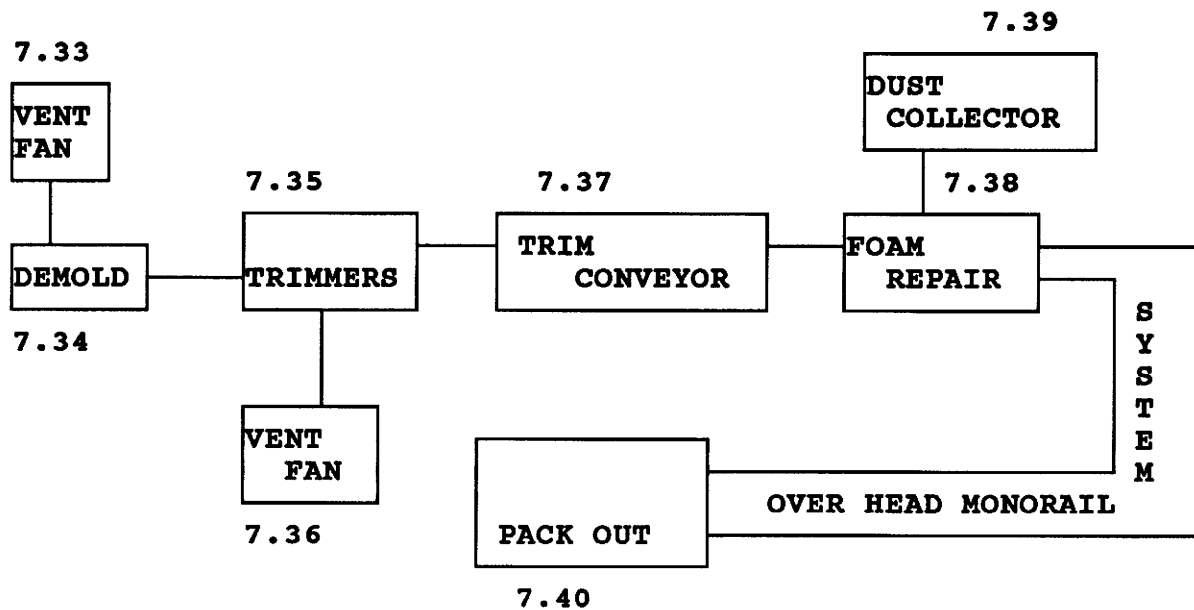 7.39
7.33
DUST
COLLECTOR
VENT
FAN
7.35
7.37
7.38
TRIM
CONVEYOR
FOAM
REPAIR
DEMOLD
TRIMMERS
7.34
SYSTEM
VENT
FAN
OVER HEAD MONORAIL
PACK OUT
7.36
7.40